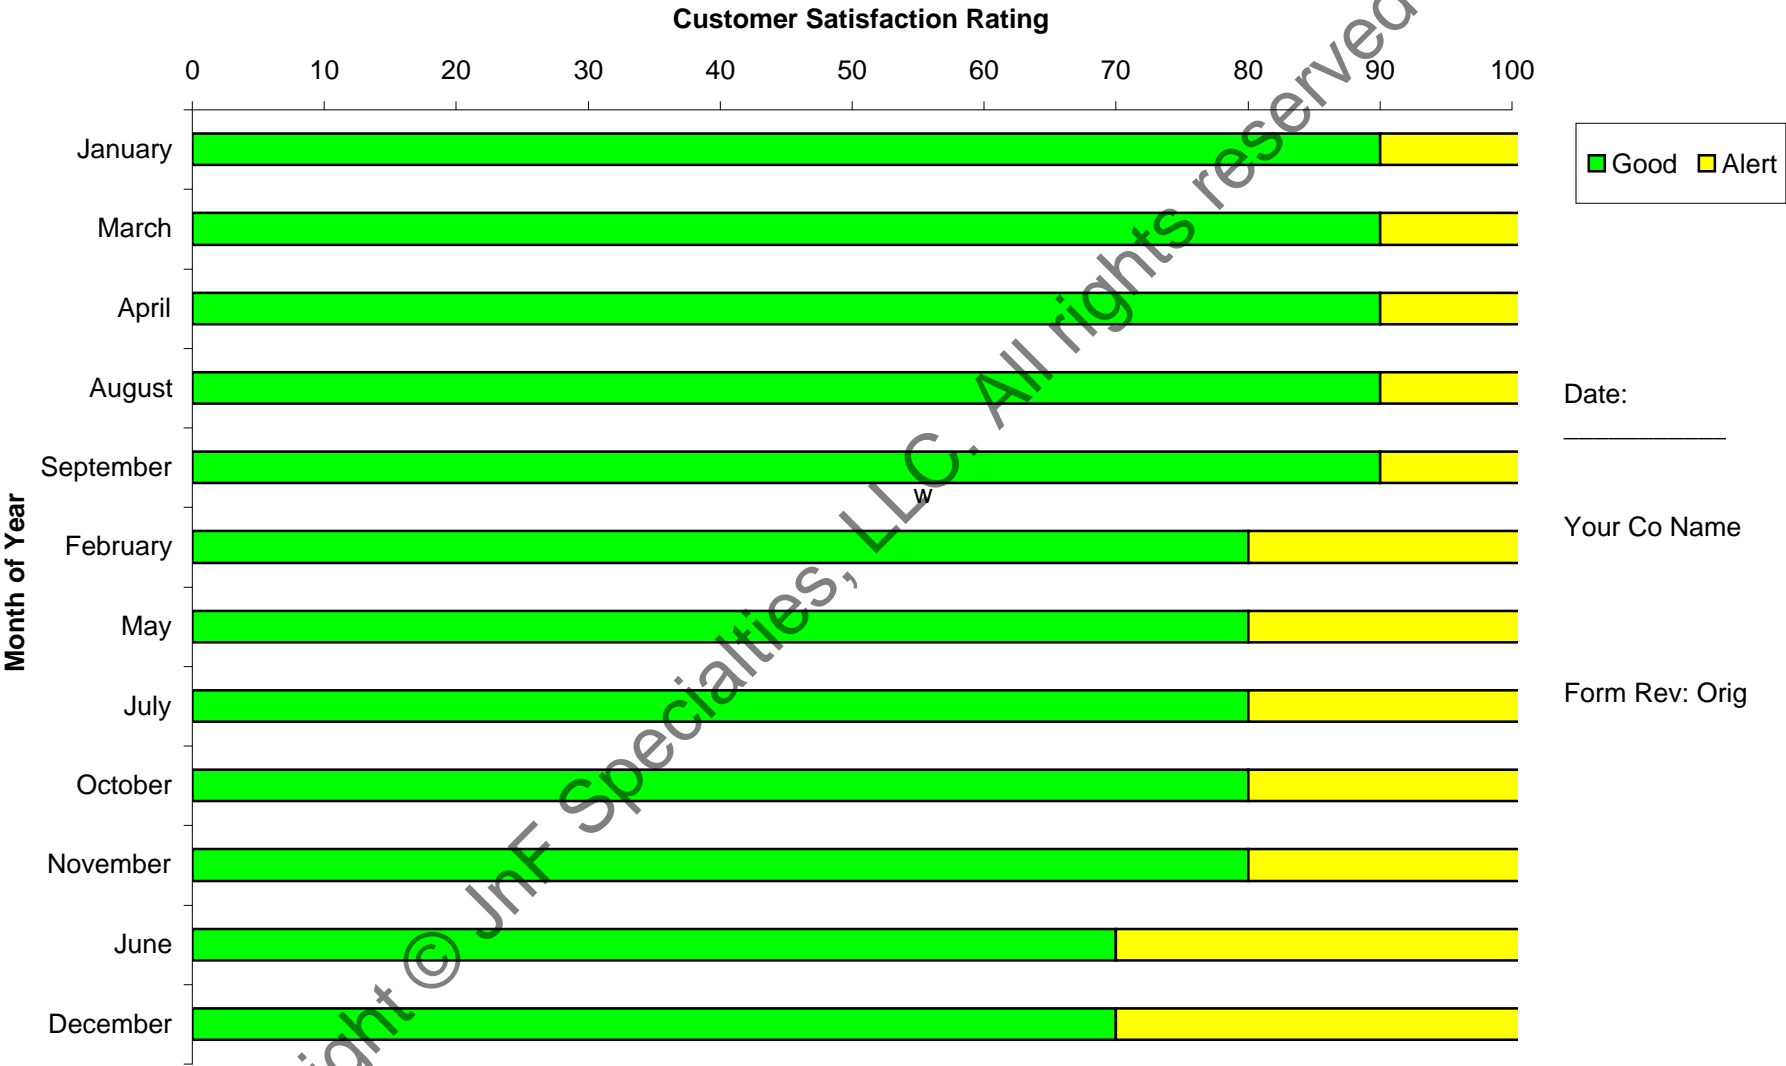 Customer Satisfaction Rating
0 10 20 30 40 50 60 70 80 90 100
Good Alert
January
March
April
August
September
February
May
July
October
November
June
December
Month of Year
w
Date:
____________
Your Co Name
Form Rev: Orig
ight © JnF Specialties, LLC. All rights reserved